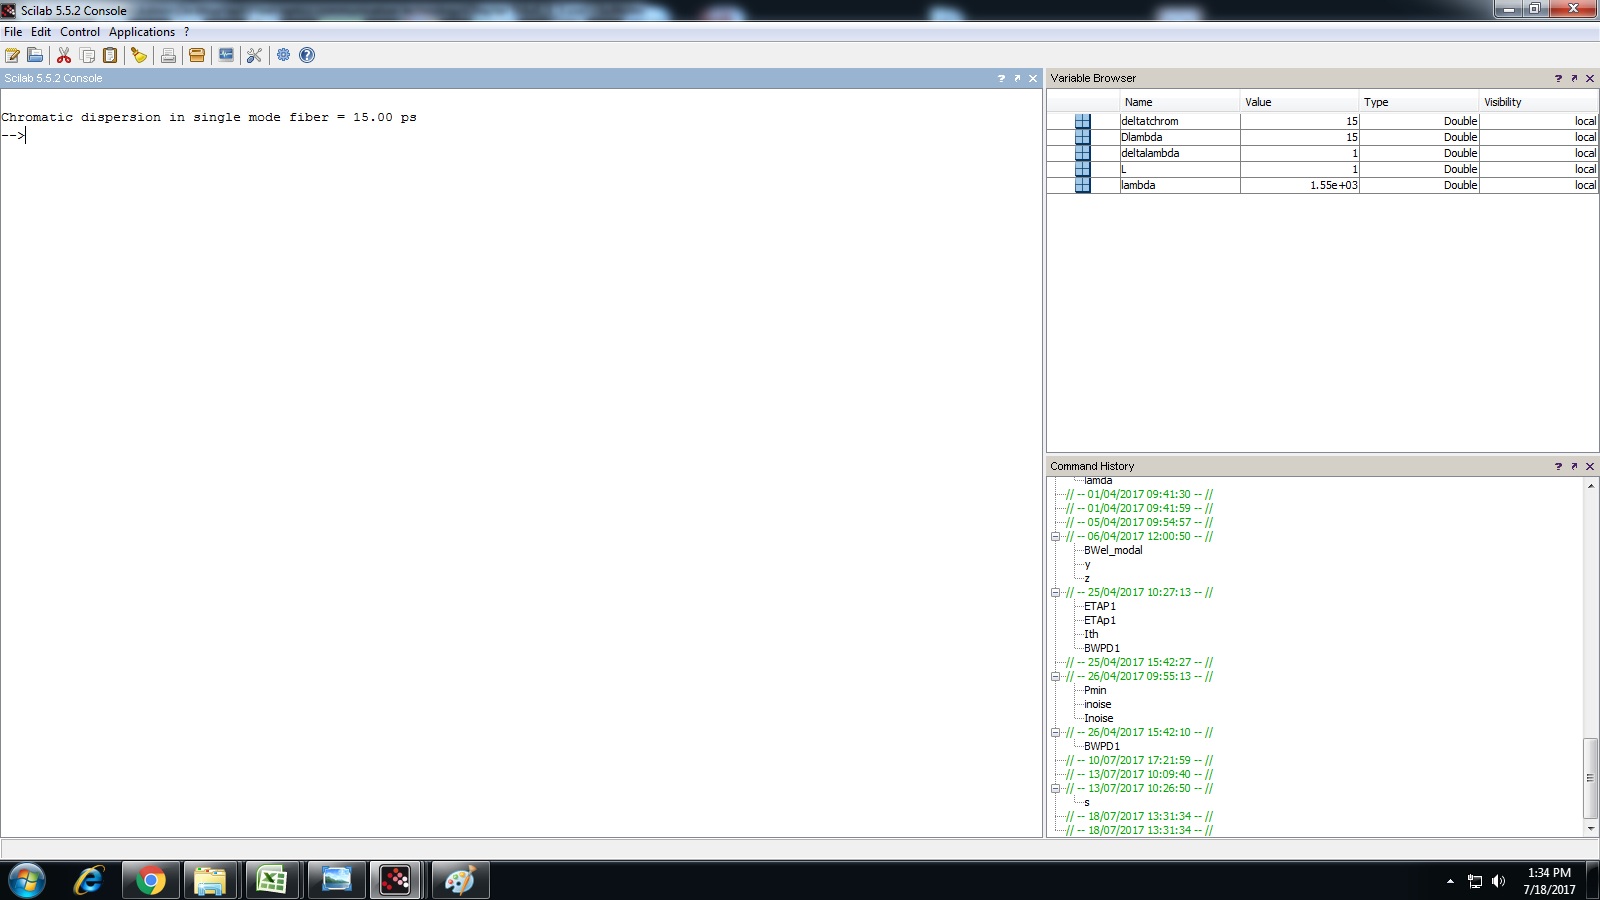 Scilab 5.5.2 Console
File Edit Control Applications ?
Scilab 5.5.2 Console
Chromatic dispersion in single mode fiber = 15.00 ps
-->
Variable Browser
Name Value Type Visibility
deltatchrom 15 Double local
Dlambda 15 Double local
deltalambda 1 Double local
L 1 Double local
lambda 1.55e+03 Double local
Command History
lamda
// -- 01/04/2017 09:41:30 -- //
// -- 01/04/2017 09:41:59 -- //
// -- 05/04/2017 09:54:57 -- //
// -- 06/04/2017 12:00:50 -- //
BWel_modal
y
z
// -- 25/04/2017 10:27:13 -- //
ETAP1
ETAp1
Ith
BWPD1
// -- 25/04/2017 15:42:27 -- //
// -- 26/04/2017 09:55:13 -- //
Pmin
inoise
Inoise
// -- 26/04/2017 15:42:10 -- //
BWPD1
// -- 10/07/2017 17:21:59 -- //
// -- 13/07/2017 10:09:40 -- //
// -- 13/07/2017 10:26:50 -- //
s
// -- 18/07/2017 13:31:34 -- //
// -- 18/07/2017 13:31:34 -- //
1:34 PM
7/18/2017